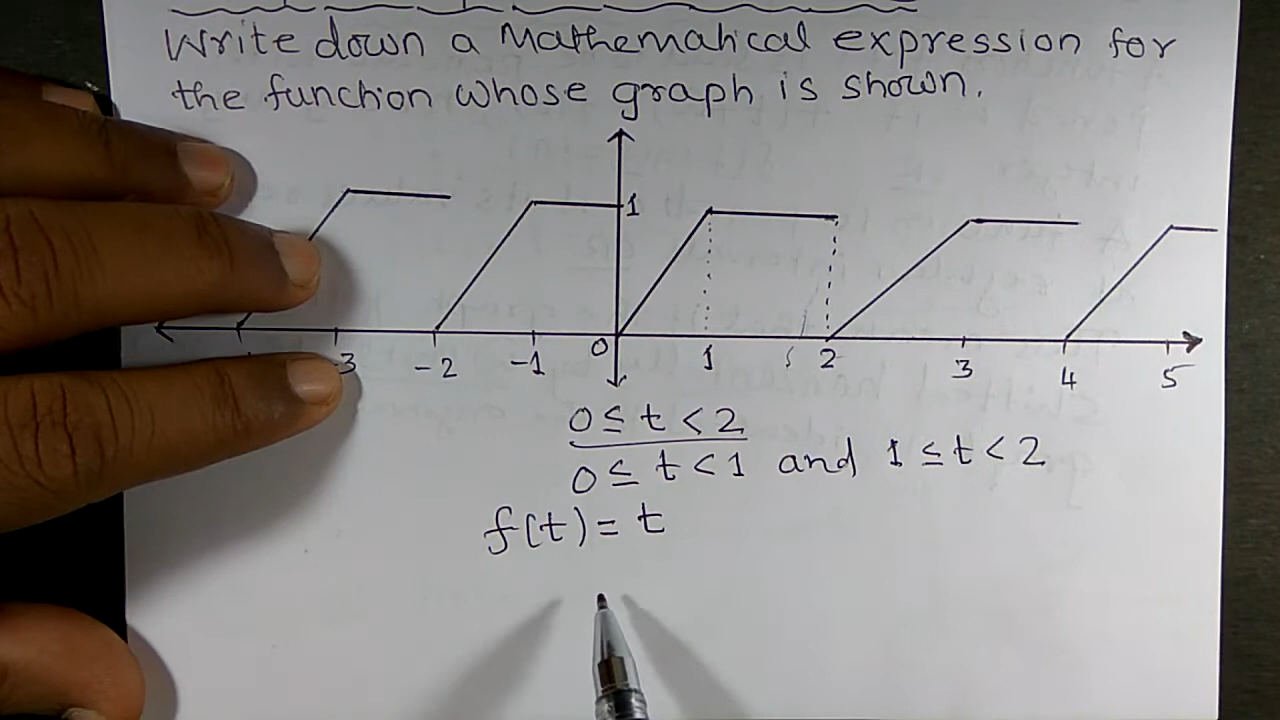 Write down a Mathematical expression for
the function whose graph is shown.
1
-3 -2 -1 0 1 2 3 4 5
0 ≤ t < 2
0 ≤ t < 1 and 1 ≤ t < 2
f(t) = t